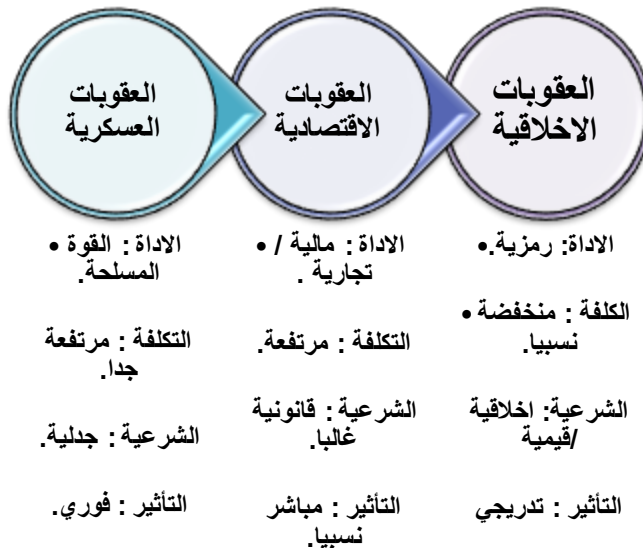 العقوبات
الاخلاقية
العقوبات
الاقتصادية
العقوبات
العسكرية
الاداة: رمزية.•
الكلفة : منخفضة •
نسبيا.
الشرعية: اخلاقية
/قيمية
التأثير : تدريجي
الاداة : مالية / •
تجارية .
التكلفة : مرتفعة.
الشرعية : قانونية
غالبا.
التأثير : مباشر
نسبيا.
الاداة : القوة •
المسلحة.
التكلفة : مرتفعة
جدا.
الشرعية : جدلية.
التأثير : فوري.